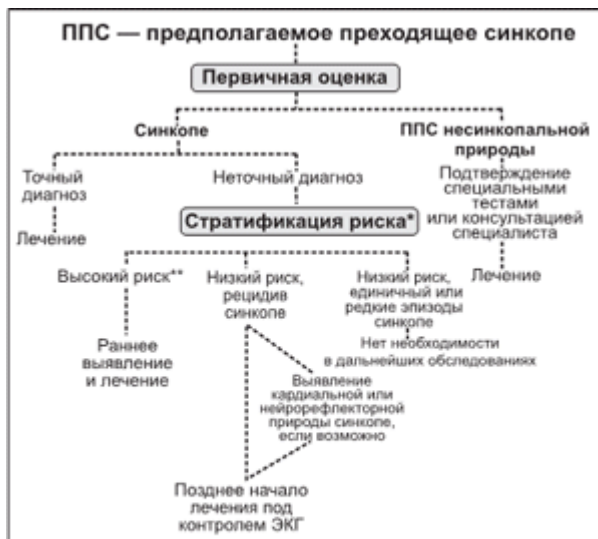 ППС — предполагаемое преходящее синкопе
Первичная оценка
Синкопе
ППС несинкопальной
природы
Точный
диагноз
Неточный диагноз
Подтверждение
специальными
тестами
или консультацией
специалиста
Лечение
Стратификация риска*
Высокий риск**
Низкий риск,
рецидив
синкопе
Низкий риск,
единичный или
редкие эпизоды
синкопе
Лечение
Раннее
выявление
и лечение
Нет необходимости
в дальнейших обследованиях
Выявление
кардиальной или
нейрорефлекторной
природы синкопе,
если возможно
Позднее начало
лечения под
контролем ЭКГ